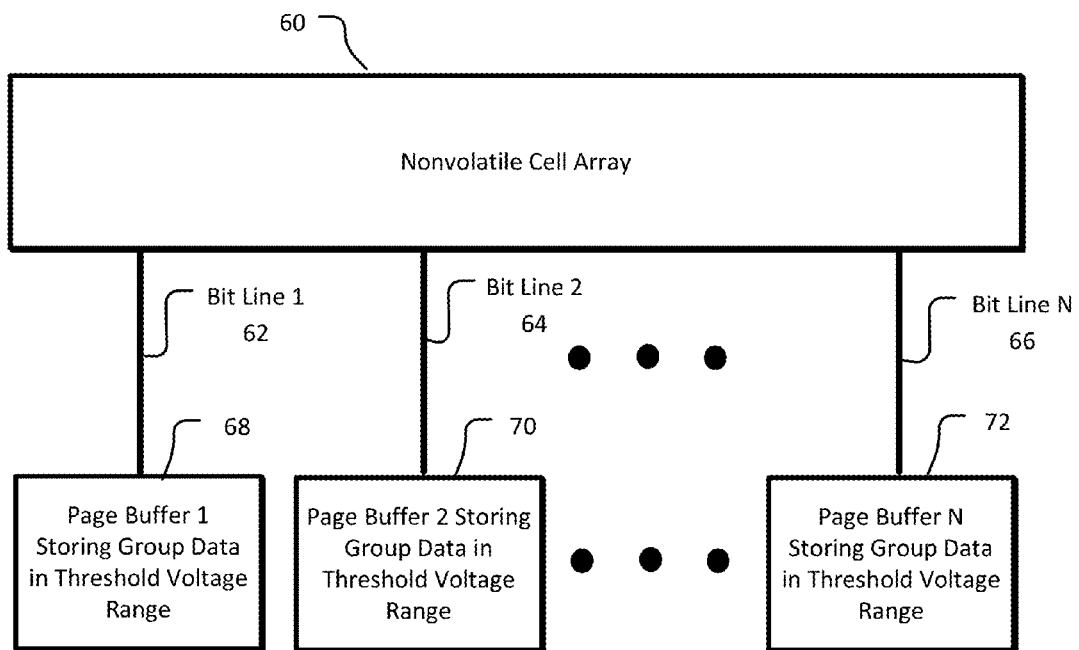 60
Nonvolatile Cell Array
Bit Line 1
62
Bit Line 2
64
Bit Line N
66
68
70
72
Page Buffer 1
Storing Group Data
in Threshold Voltage
Range
Page Buffer 2 Storing
Group Data in
Threshold Voltage
Range
Page Buffer N
Storing Group Data
in Threshold Voltage
Range